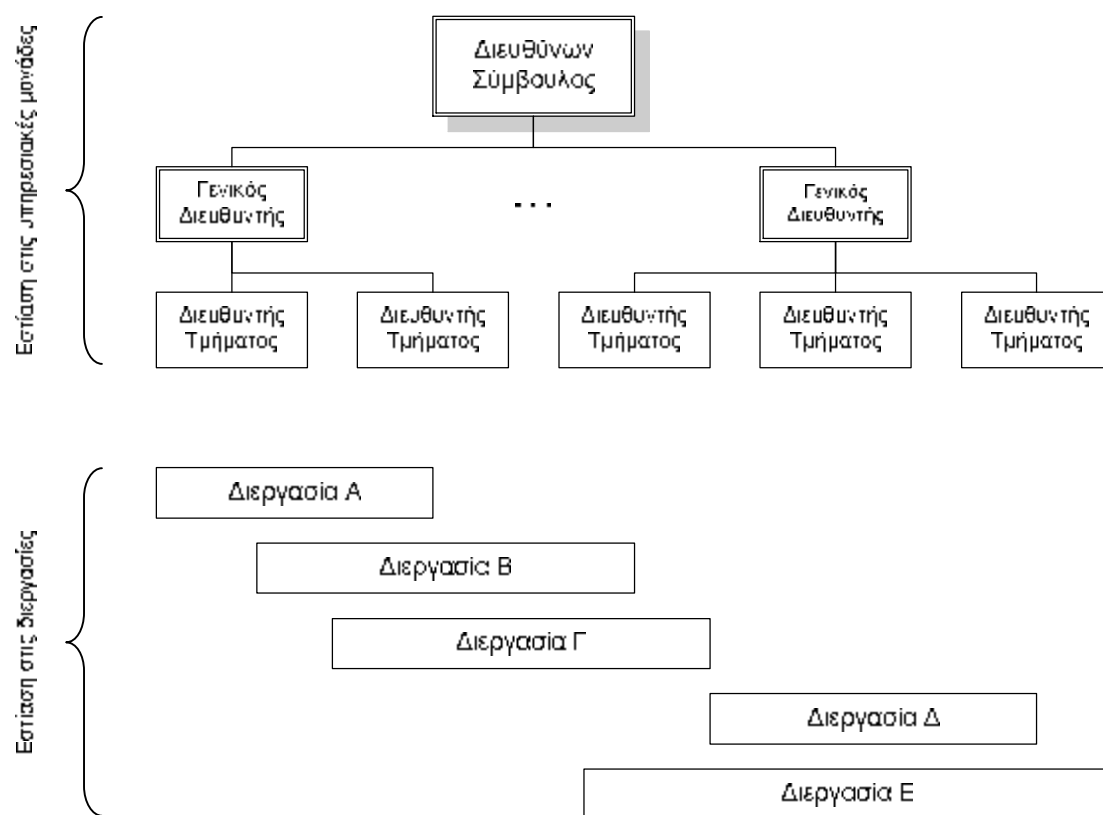 Εστίαση στις υπηρεσιακές μονάδες
Διευθύνων
Σύμβουλος
Γενικός
Διευθυντής
...
Γενικός
Διευθυντής
Διευθυντής
Τμήματος
Διευθυντής
Τμήματος
Διευθυντής
Τμήματος
Διευθυντής
Τμήματος
Διευθυντής
Τμήματος
Εστίαση στις διεργασίες
Διεργασία Α
Διεργασία Β
Διεργασία Γ
Διεργασία Δ
Διεργασία Ε